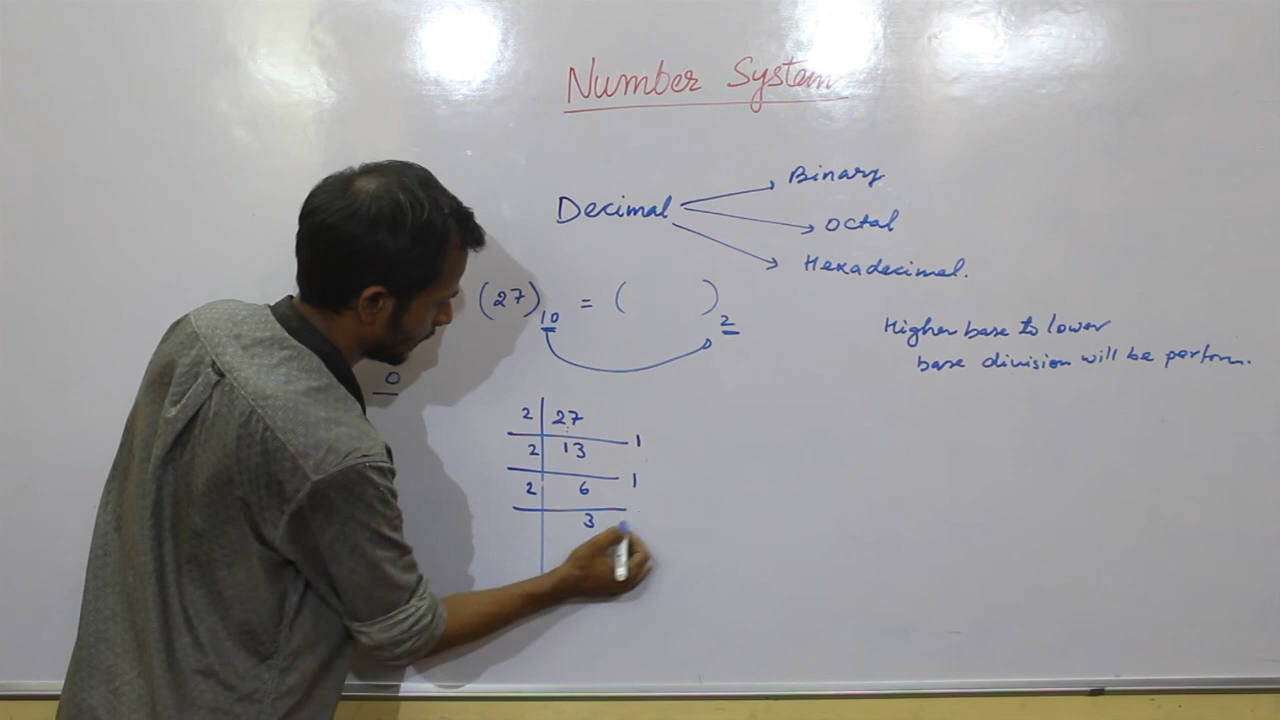 Number System
Decimal
Binary
Octal
Hexadecimal.
(27)10 = ( )2
Higher base to lower
base division will be perform.
0
2 27
2 13 1
2 6 1
3